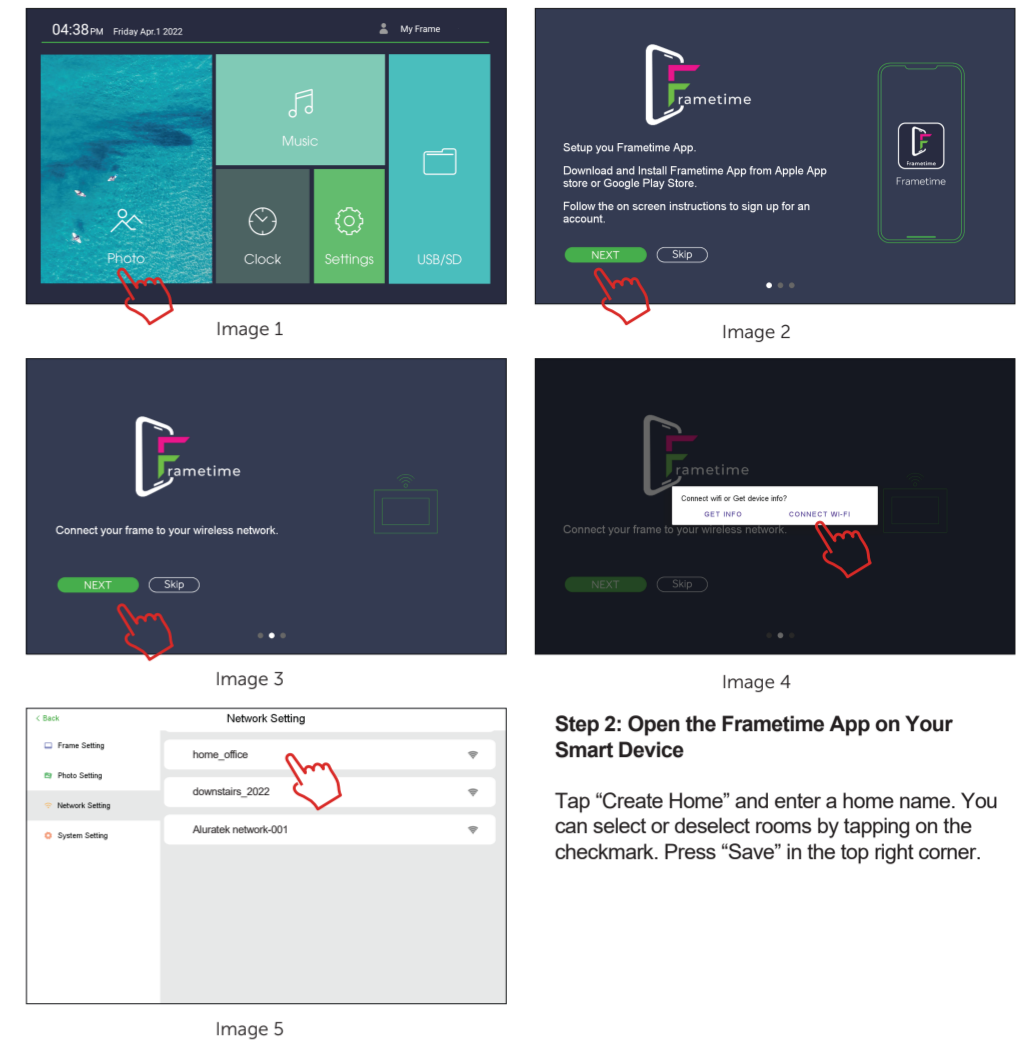 04:38 PM Friday Apr.1 2022 My Frame
Music
Photo
Clock
Settings
USB/SD
Image 1
Frametime
Setup you Frametime App.
Download and Install Frametime App from Apple App
store or Google Play Store.
Follow the on screen instructions to sign up for an
account.
NEXT Skip
Frametime
Frametime
Image 2
Frametime
Connect your frame to your wireless network.
NEXT Skip
Image 3
Frametime
Connect wifi or Get device info?
GET INFO CONNECT WI-FI
Connect your frame to your wireless network.
NEXT Skip
Image 4
< Back Network Setting
Frame Setting
Photo Setting
Network Setting
System Setting
home_office
downstairs_2022
Aluratek network-001
Image 5
Step 2: Open the Frametime App on Your
Smart Device
Tap “Create Home” and enter a home name. You
can select or deselect rooms by tapping on the
checkmark. Press “Save” in the top right corner.